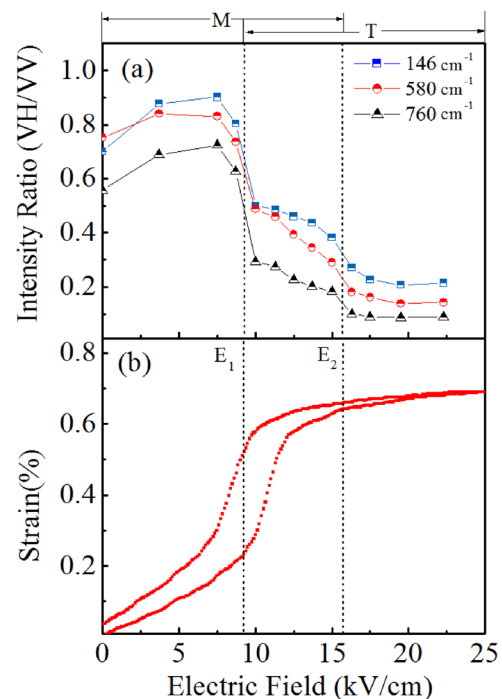 M
T
(a)
146 cm⁻¹
580 cm⁻¹
760 cm⁻¹
Intensity Ratio (VH/VV)
1.0
0.8
0.6
0.4
0.2
(b)
E₁
E₂
Strain(%)
0.8
0.6
0.4
0.2
0 5 10 15 20 25
Electric Field (kV/cm)